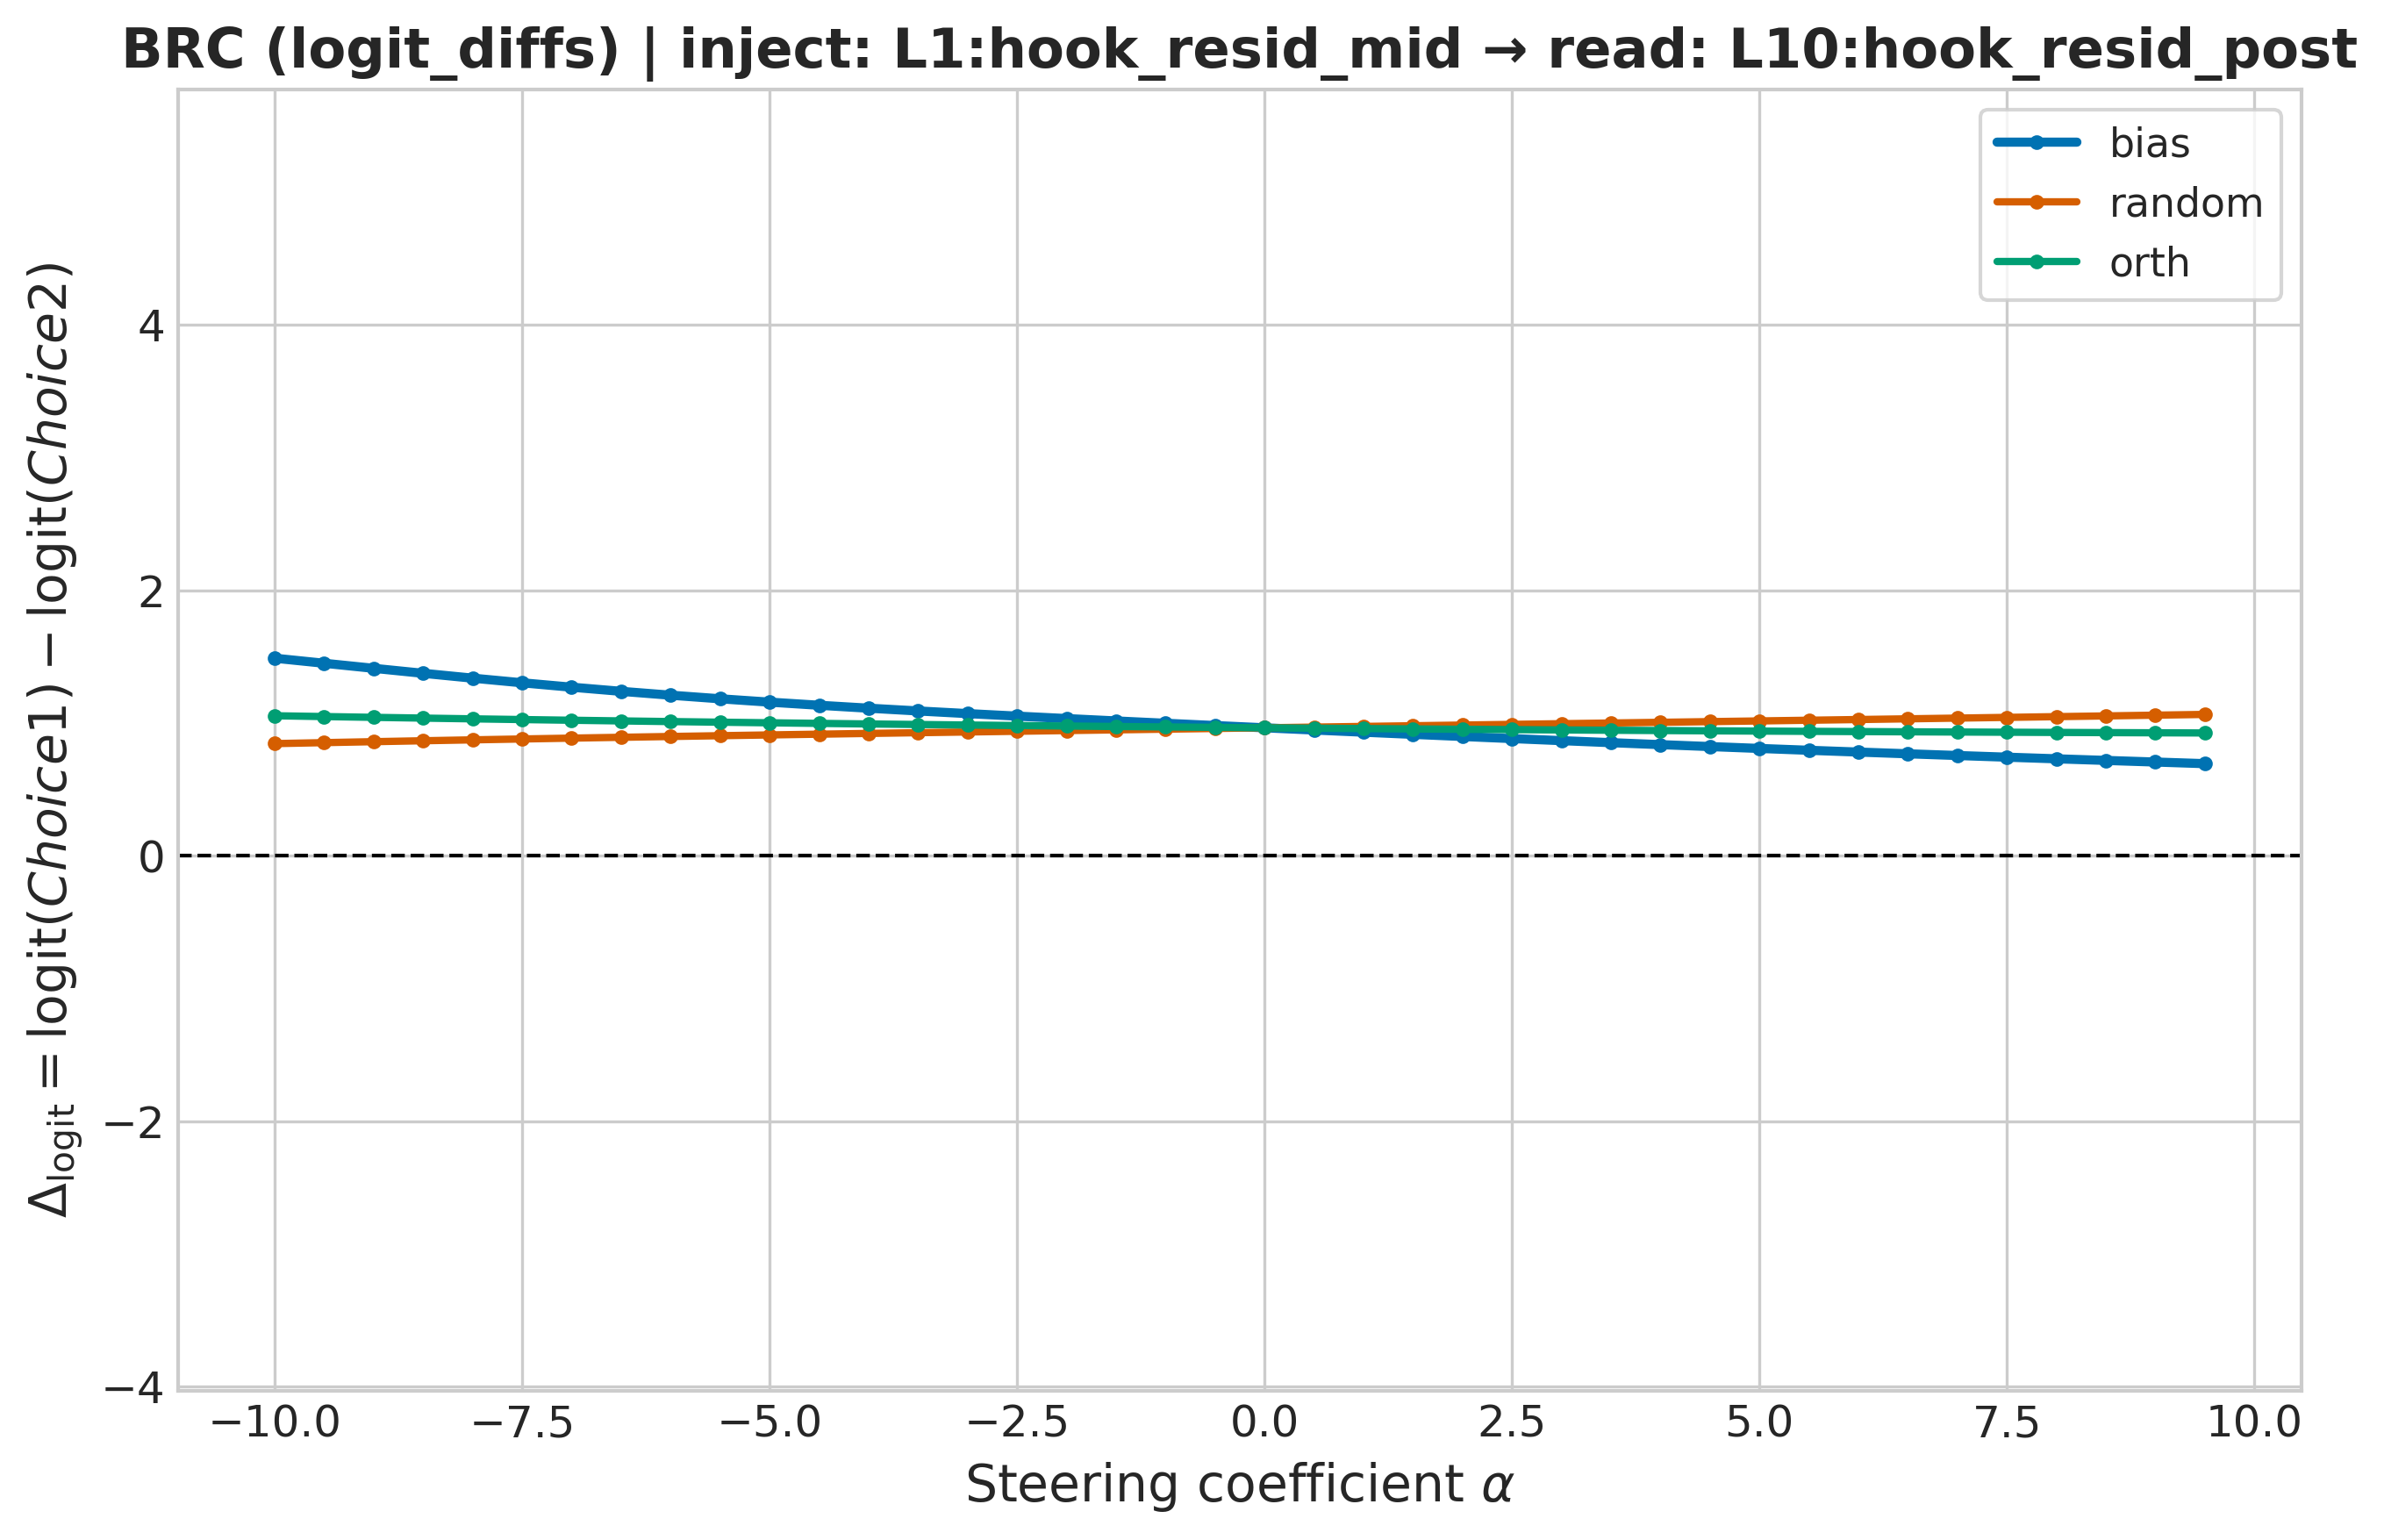 BRC (logit_diffs) | inject: L1:hook_resid_mid → read: L10:hook_resid_post
bias
random
orth
Δlogit = logit(Choice1) − logit(Choice2)
4
2
0
−2
−4
−10.0 −7.5 −5.0 −2.5 0.0 2.5 5.0 7.5 10.0
Steering coefficient α